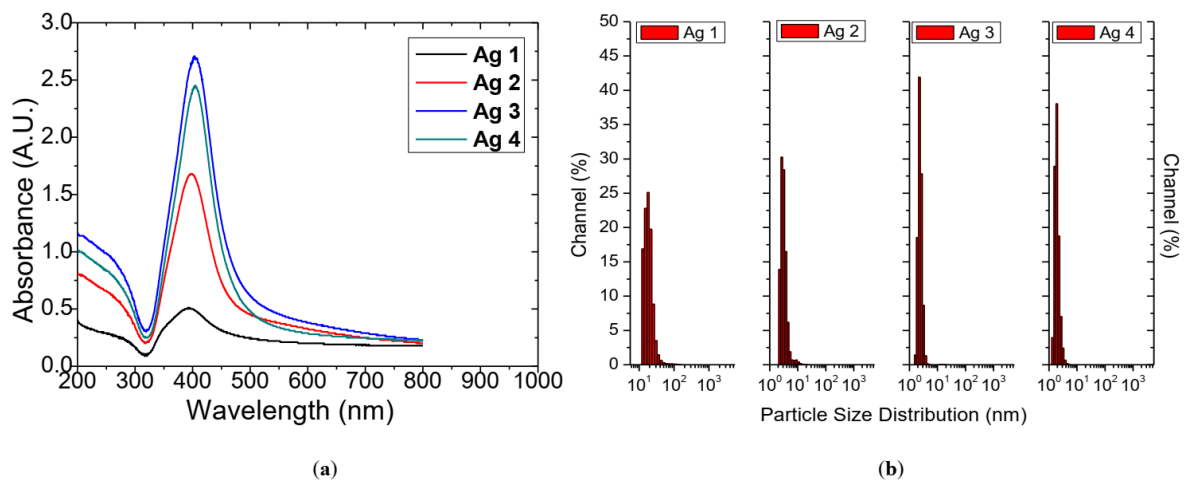 3.0
2.5
2.0
1.5
1.0
0.5
0.0
Absorbance (A.U.)
Ag 1
Ag 2
Ag 3
Ag 4
200 300 400 500 600 700 800 900 1000
Wavelength (nm)
(a)
50
45
40
35
30
25
20
15
10
5
0
Channel (%)
Ag 1
Ag 2
Ag 3
Ag 4
Channel (%)
10¹ 10² 10³
10⁰ 10¹ 10² 10³
10⁰ 10¹ 10² 10³
10⁰ 10¹ 10² 10³
Particle Size Distribution (nm)
(b)